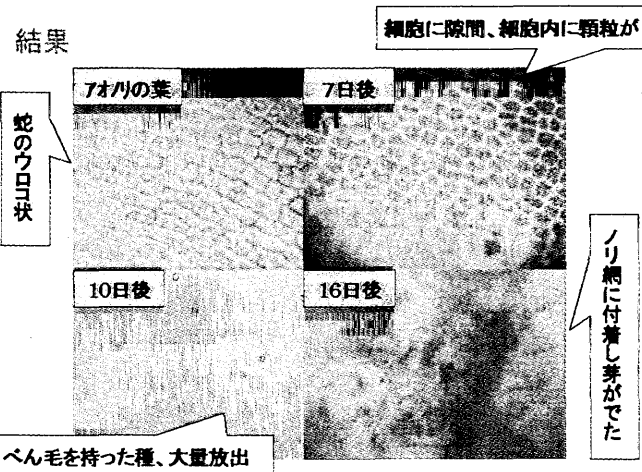 結果
細胞に隙間、細胞内に顆粒が
アオノリの葉
7日後
蛇のウロコ状
10日後
16日後
ノリ網に付着し芽がでた
べん毛を持った種、大量放出